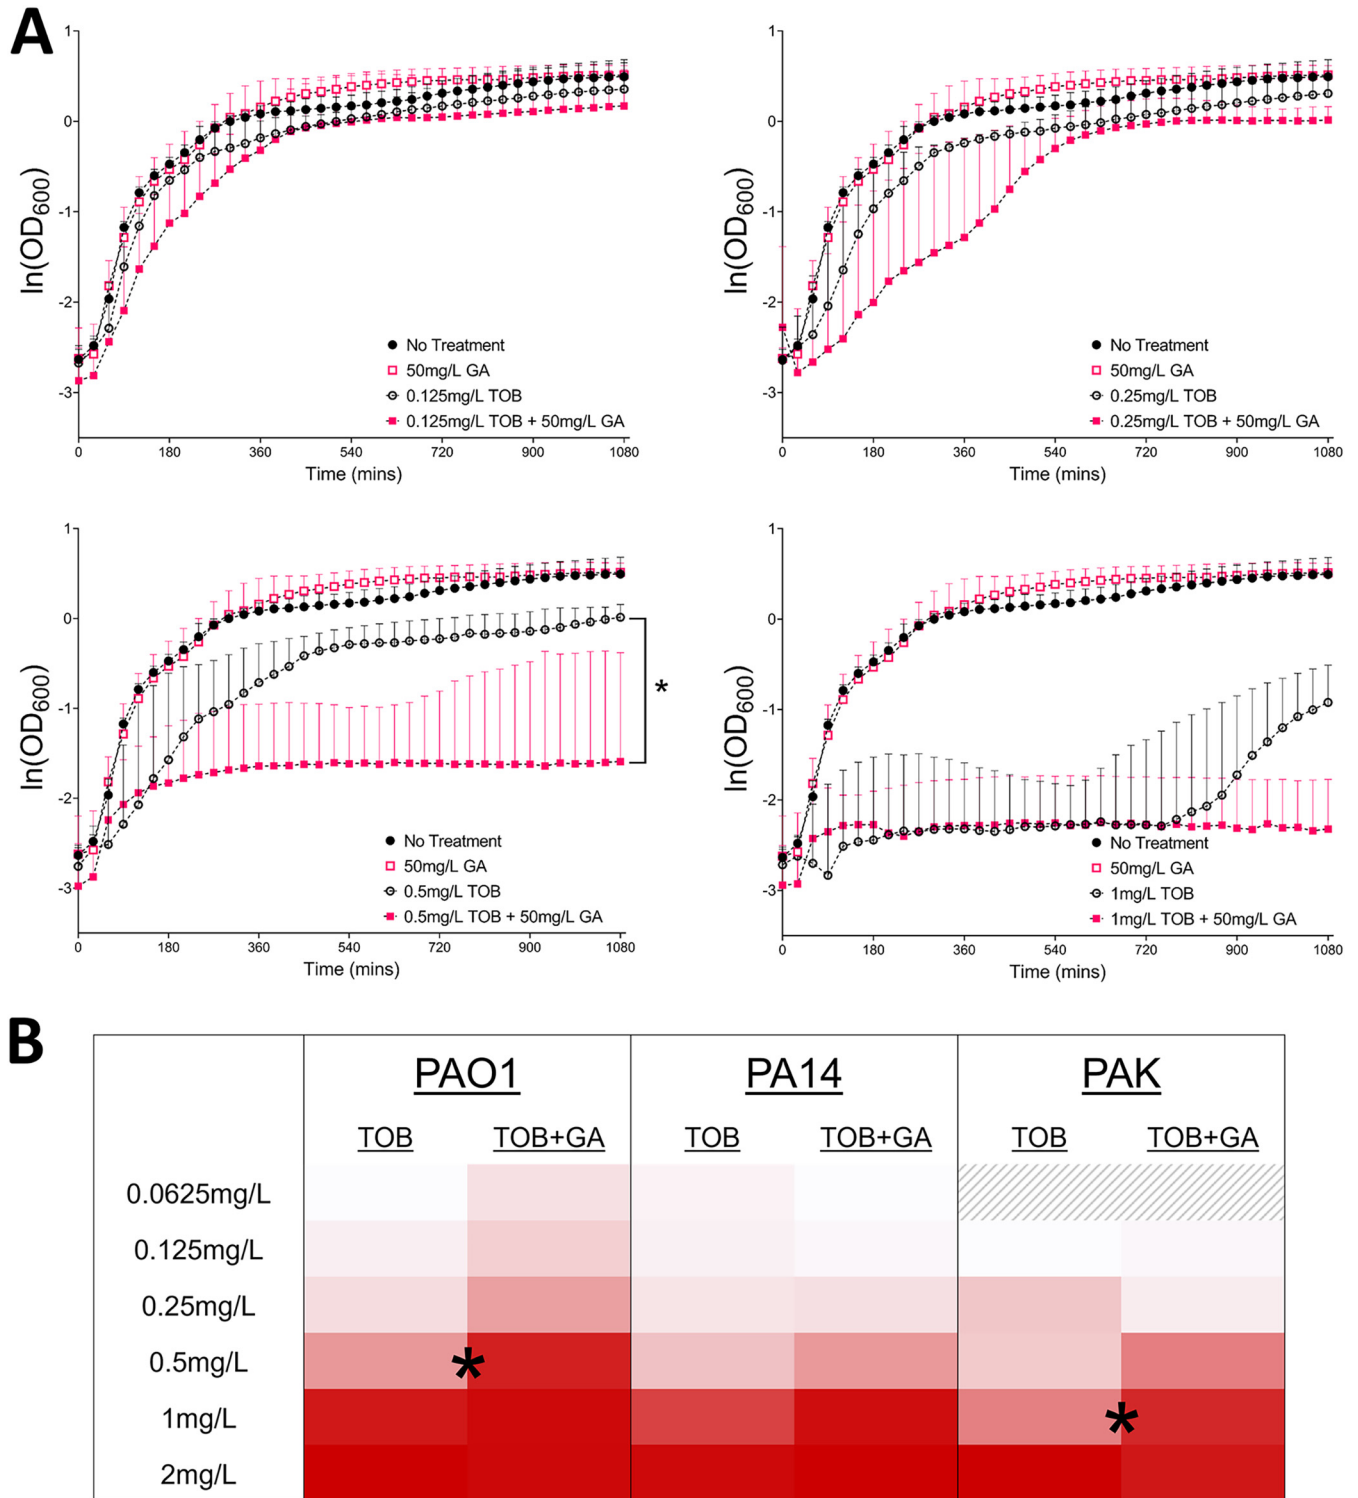 A
1
0
-1
-2
-3
ln(OD600)
No Treatment
50mg/L GA
0.125mg/L TOB
0.125mg/L TOB + 50mg/L GA
0 180 360 540 720 900 1080
Time (mins)
1
0
-1
-2
-3
ln(OD600)
No Treatment
50mg/L GA
0.25mg/L TOB
0.25mg/L TOB + 50mg/L GA
0 180 360 540 720 900 1080
Time (mins)
1
0
-1
-2
-3
ln(OD600)
*
No Treatment
50mg/L GA
0.5mg/L TOB
0.5mg/L TOB + 50mg/L GA
0 180 360 540 720 900 1080
Time (mins)
1
0
-1
-2
-3
ln(OD600)
No Treatment
50mg/L GA
1mg/L TOB
1mg/L TOB + 50mg/L GA
0 180 360 540 720 900 1080
Time (mins)
B
PAO1 PA14 PAK
TOB TOB+GA TOB TOB+GA TOB TOB+GA
0.0625mg/L
0.125mg/L
0.25mg/L
0.5mg/L *
1mg/L *
2mg/L